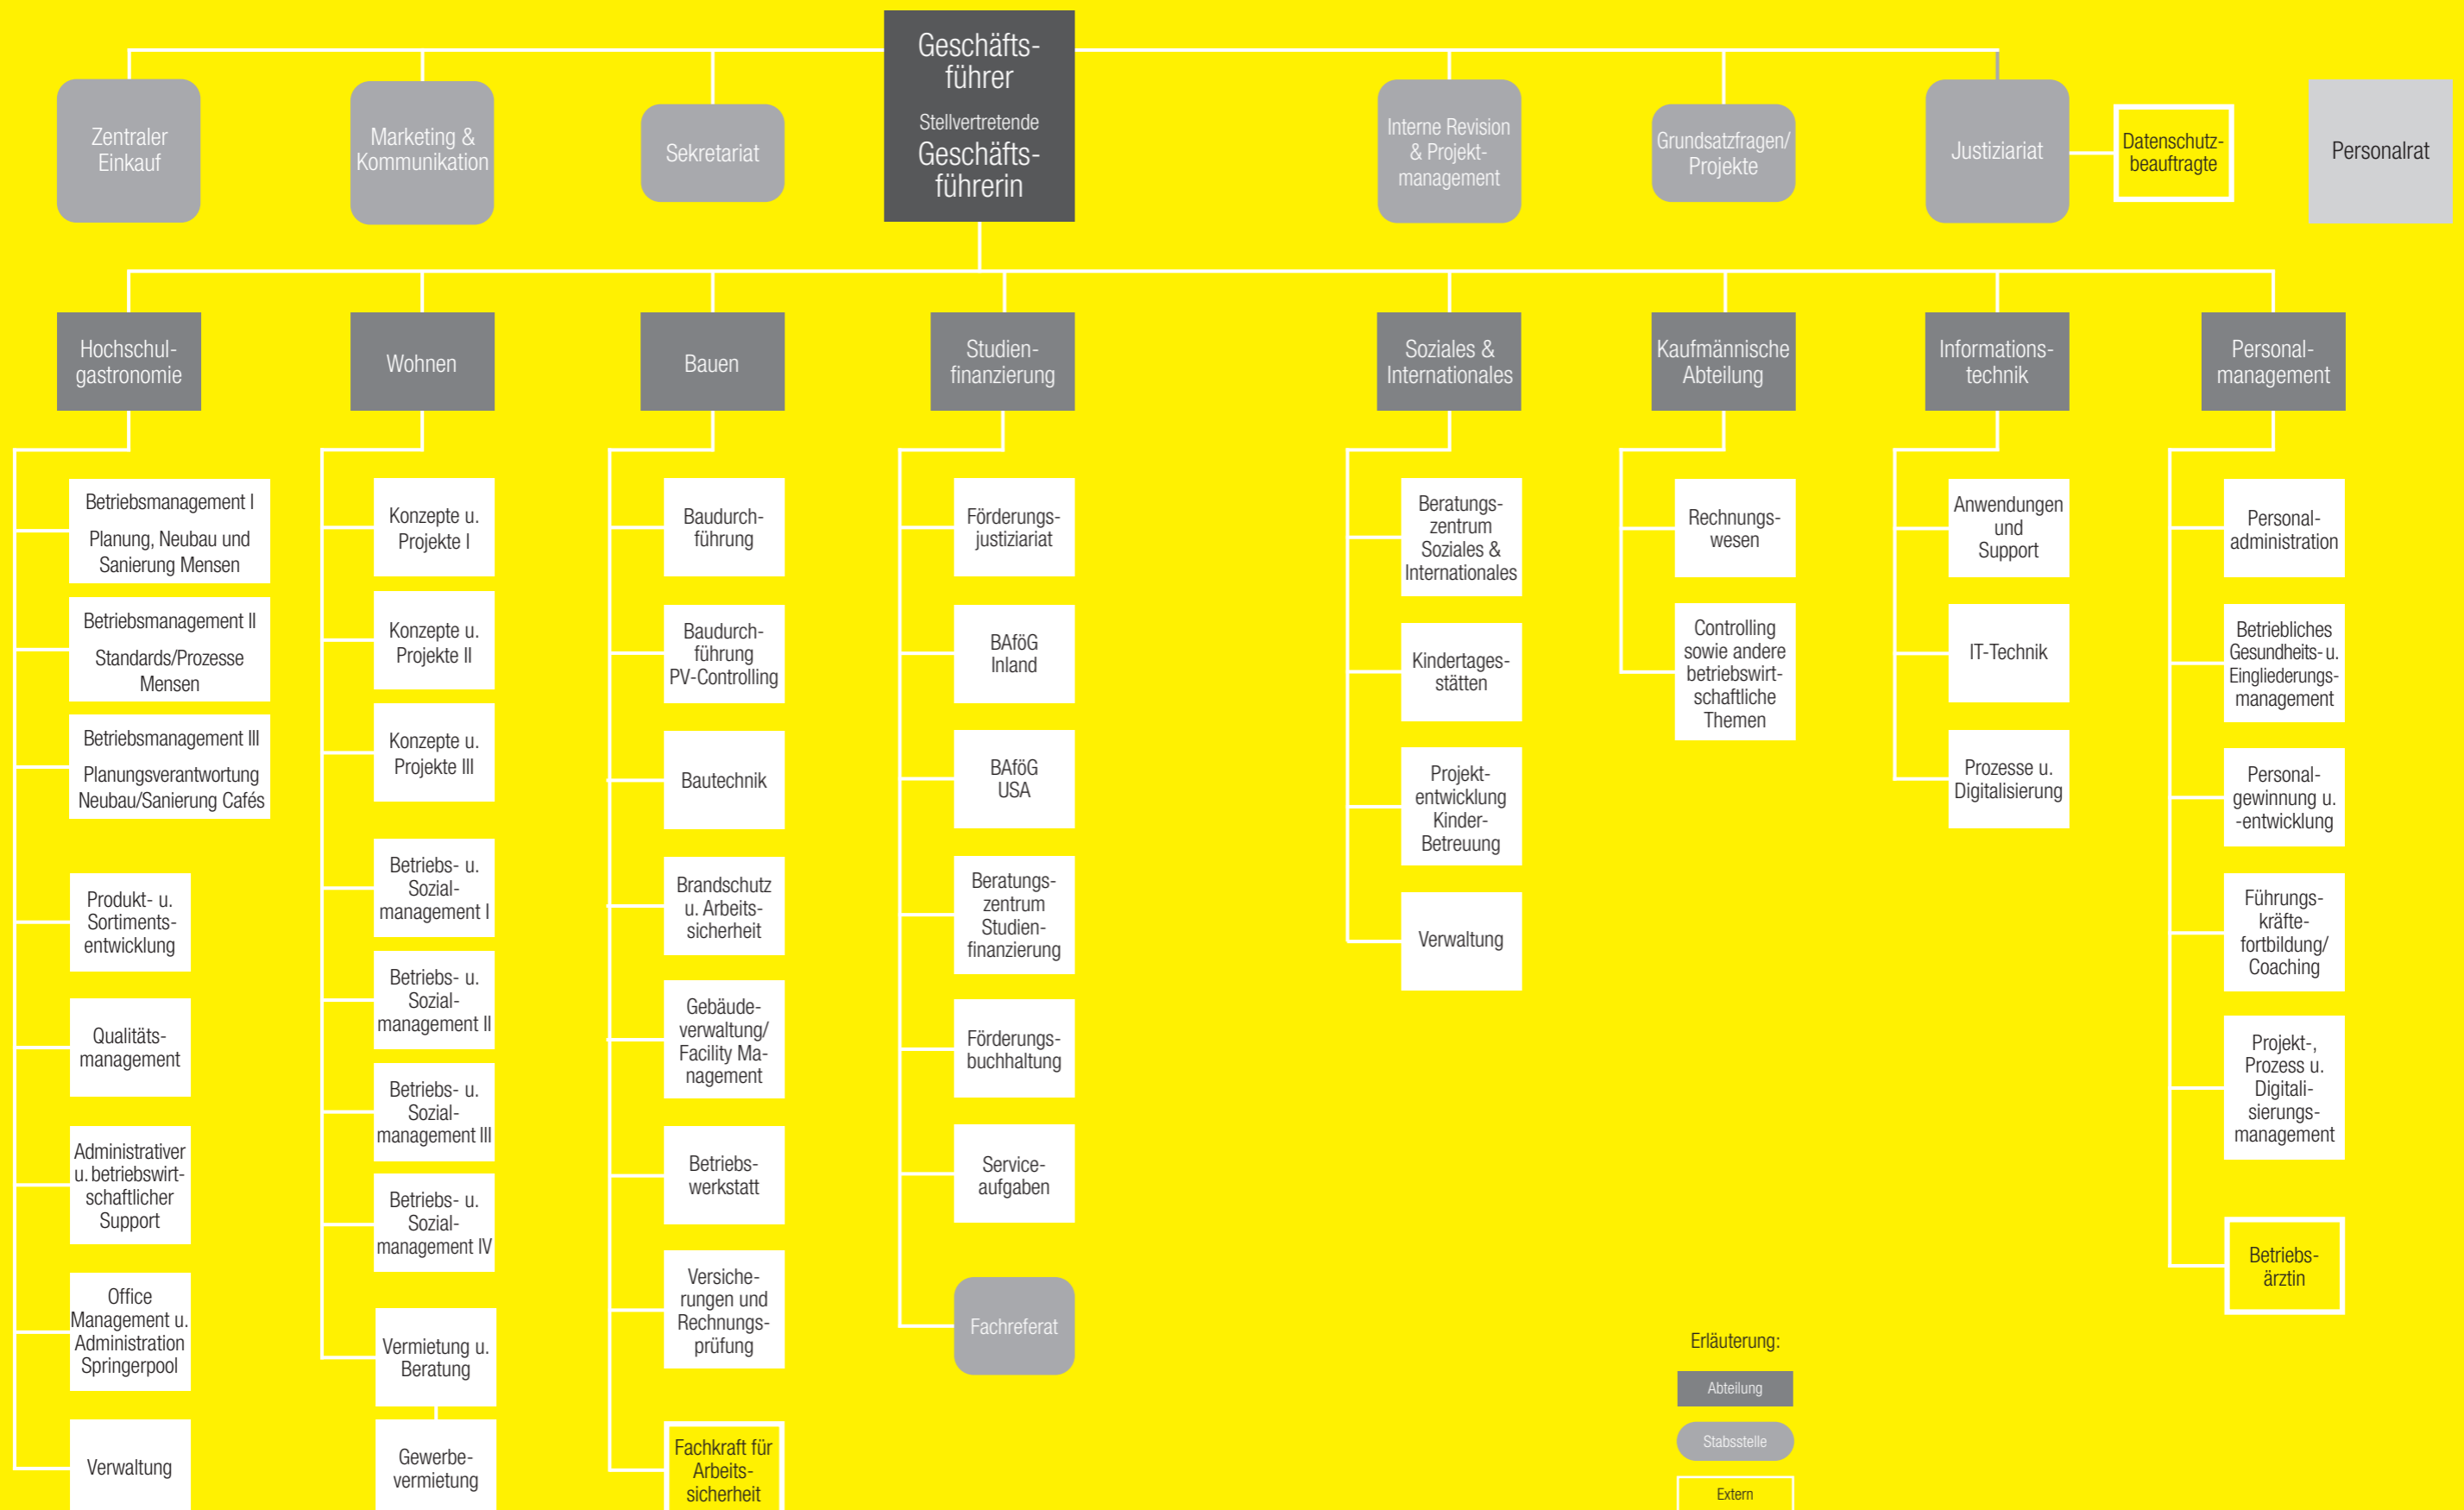 Geschäfts-
führer
Stellvertretende
Geschäfts-
führerin
Zentraler
Einkauf
Marketing &
Kommunikation
Sekretariat
Interne Revision
& Projekt-
management
Grundsatzfragen/
Projekte
Justiziariat
Datenschutz-
beauftragte
Personalrat
Hochschul-
gastronomie
Wohnen
Bauen
Studien-
finanzierung
Soziales &
Internationales
Kaufmännische
Abteilung
Informations-
technik
Personal-
management
Betriebsmanagement I
Planung, Neubau und
Sanierung Mensen
Betriebsmanagement II
Standards/Prozesse
Mensen
Betriebsmanagement III
Planungsverantwortung
Neubau/Sanierung Cafés
Produkt- u.
Sortiments-
entwicklung
Qualitäts-
management
Administrativer
u. betriebswirt-
schaftlicher
Support
Office
Management u.
Administration
Springerpool
Verwaltung
Konzepte u.
Projekte I
Konzepte u.
Projekte II
Konzepte u.
Projekte III
Betriebs- u.
Sozial-
management I
Betriebs- u.
Sozial-
management II
Betriebs- u.
Sozial-
management III
Betriebs- u.
Sozial-
management IV
Vermietung u.
Beratung
Gewerbe-
vermietung
Baudurch-
führung
Baudurch-
führung
PV-Controlling
Bautechnik
Brandschutz
u. Arbeits-
sicherheit
Gebäude-
verwaltung/
Facility Ma-
nagement
Betriebs-
werkstatt
Versiche-
rungen und
Rechnungs-
prüfung
Fachkraft für
Arbeits-
sicherheit
Förderungs-
justiziariat
BAföG
Inland
BAföG
USA
Beratungs-
zentrum
Studien-
finanzierung
Förderungs-
buchhaltung
Service-
aufgaben
Fachreferat
Beratungs-
zentrum
Soziales &
Internationales
Kindertages-
stätten
Projekt-
entwicklung
Kinder-
Betreuung
Verwaltung
Rechnungs-
wesen
Controlling
sowie andere
betriebswirt-
schaftliche
Themen
Anwendungen
und
Support
IT-Technik
Prozesse u.
Digitalisierung
Personal-
administration
Betriebliches
Gesundheits- u.
Eingliederungs-
management
Personal-
gewinnung u.
-entwicklung
Führungs-
kräfte-
fortbildung/
Coaching
Projekt-,
Prozess u.
Digitali-
sierungs-
management
Betriebs-
ärztin
Erläuterung:
Abteilung
Stabsstelle
Extern